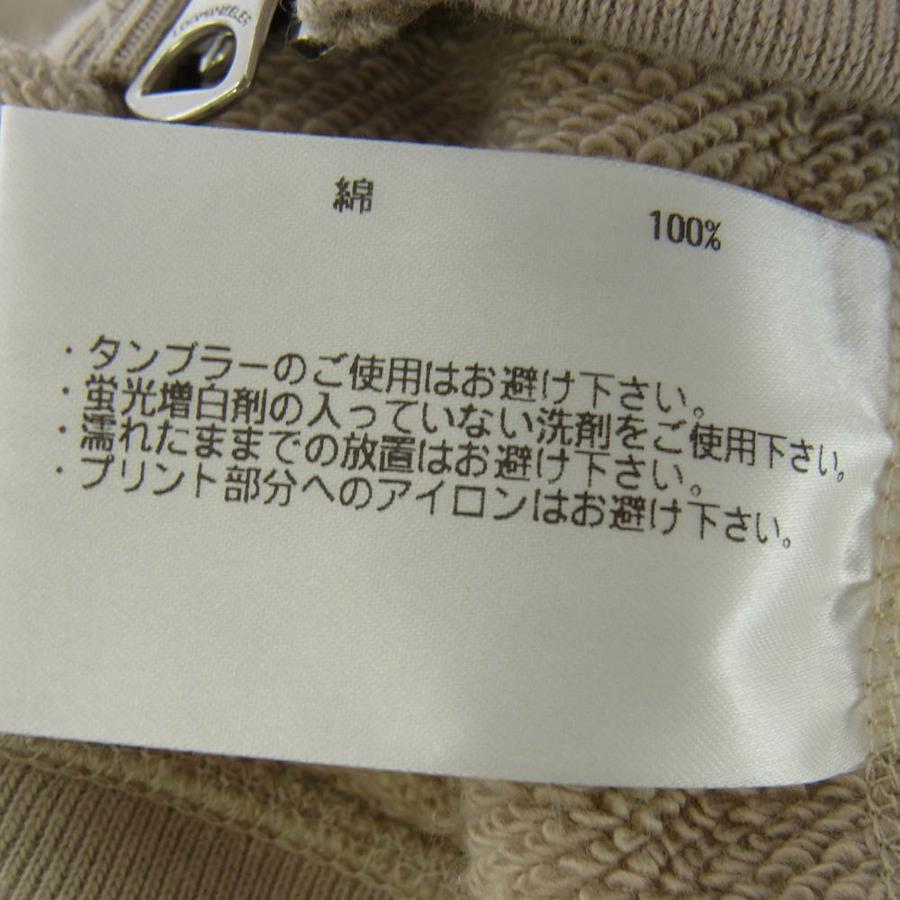 LOOPWHEELER
綿 100%
・タンブラーのご使用はお避け下さい。
・蛍光増白剤の入っていない洗剤をご使用下さい。
・濡れたままでの放置はお避け下さい。
・プリント部分へのアイロンはお避け下さい。